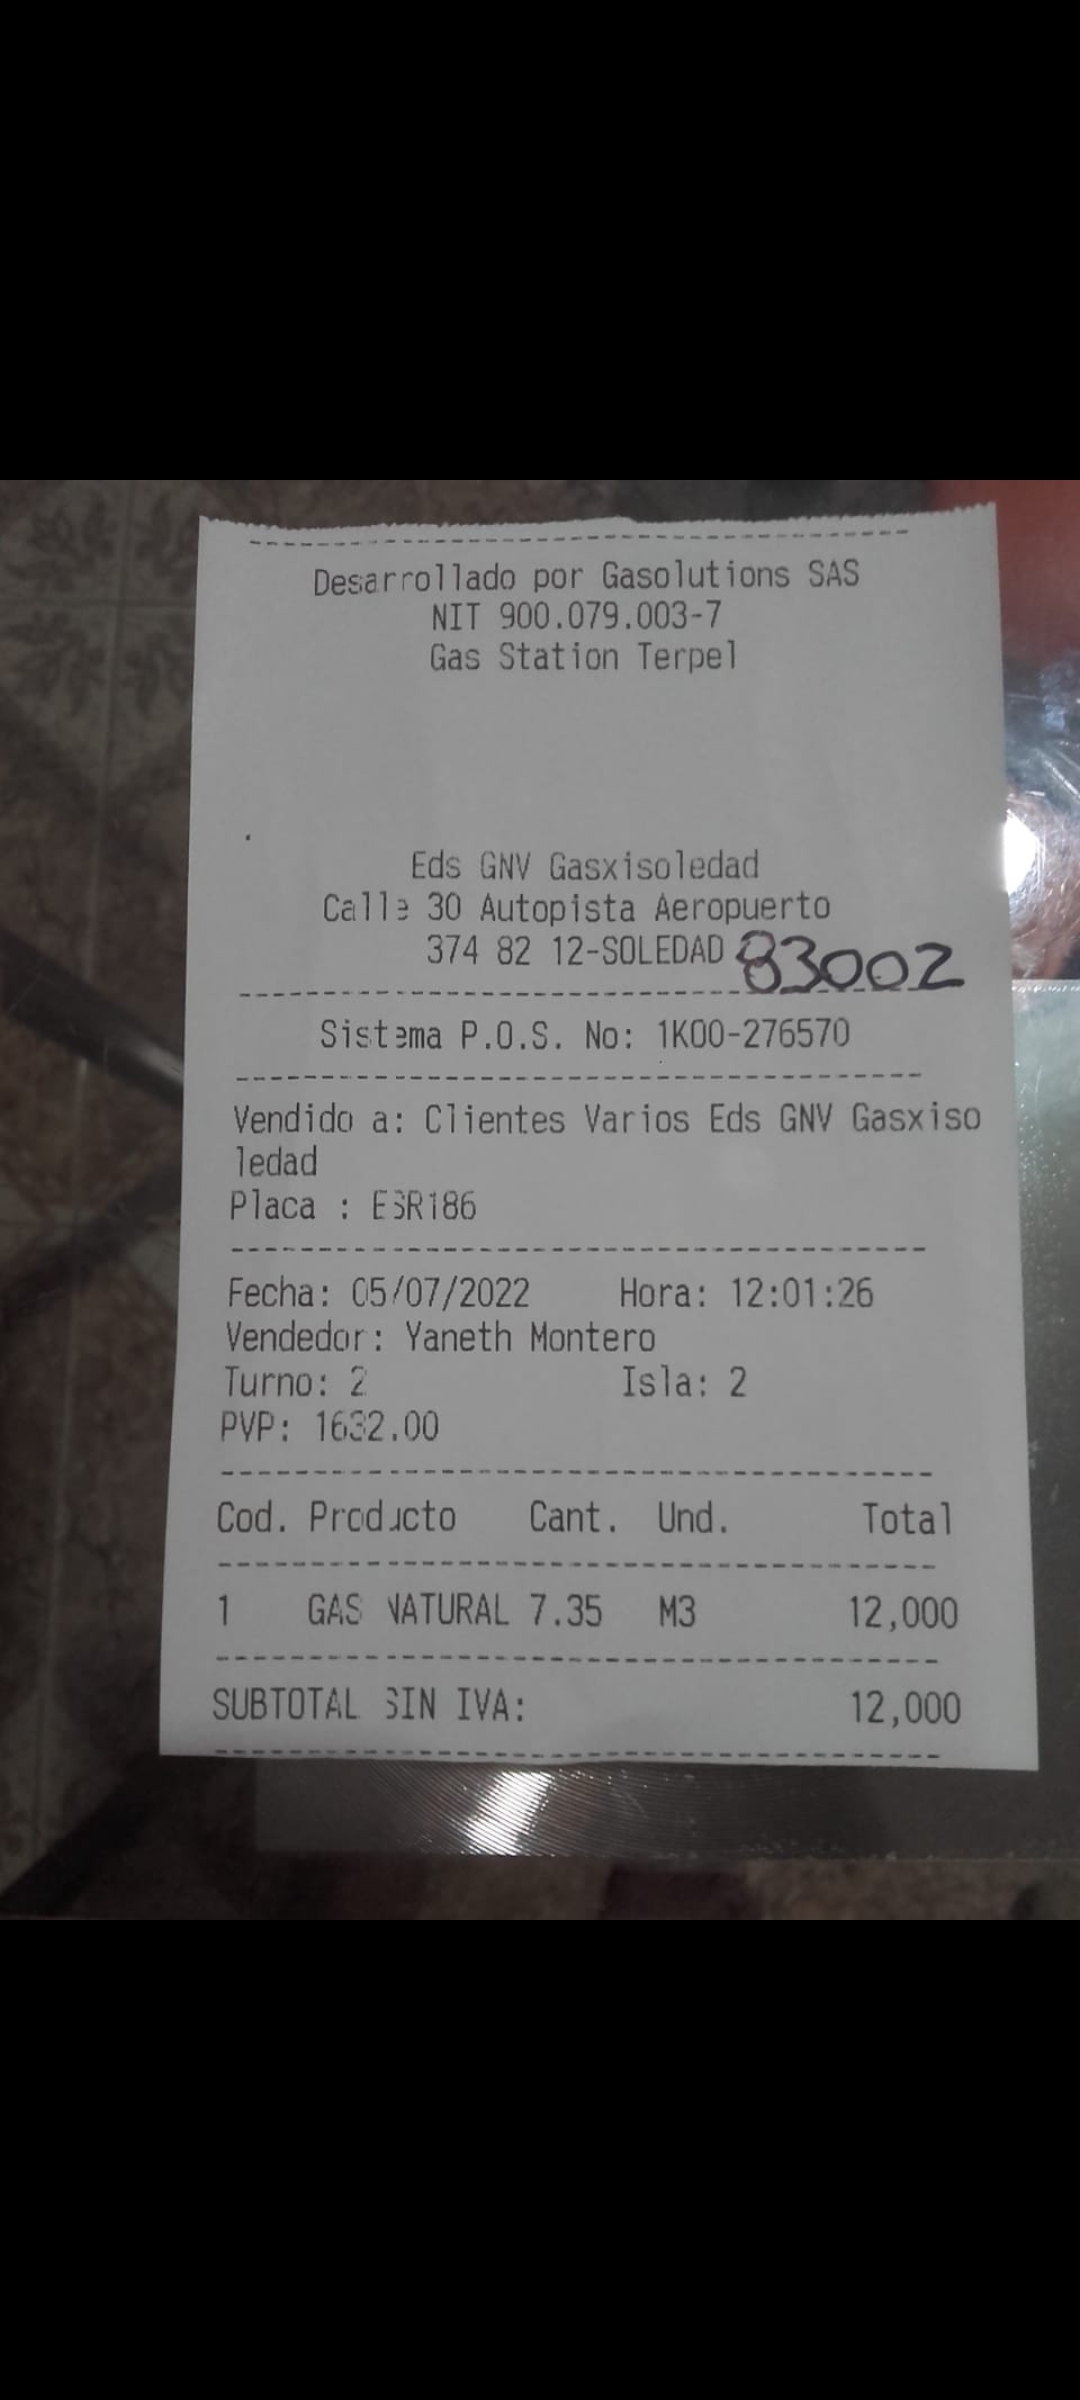 Desarrollado por Gasolutions SAS
NIT 900.079.003-7
Gas Station Terpel
Eds GNV Gasxisoledad
Calle 30 Autopista Aeropuerto
374 82 12-SOLEDAD 83002
Sistema P.O.S. No: 1K00-276570
Vendido a: Clientes Varios Eds GNV Gasxiso
ledad
Placa : ESR186
Fecha: 05/07/2022 Hora: 12:01:26
Vendedor: Yaneth Montero
Turno: 2 Isla: 2
PVP: 1632.00
Cod. Producto Cant. Und. Total
1 GAS NATURAL 7.35 M3 12,000
SUBTOTAL SIN IVA: 12,000